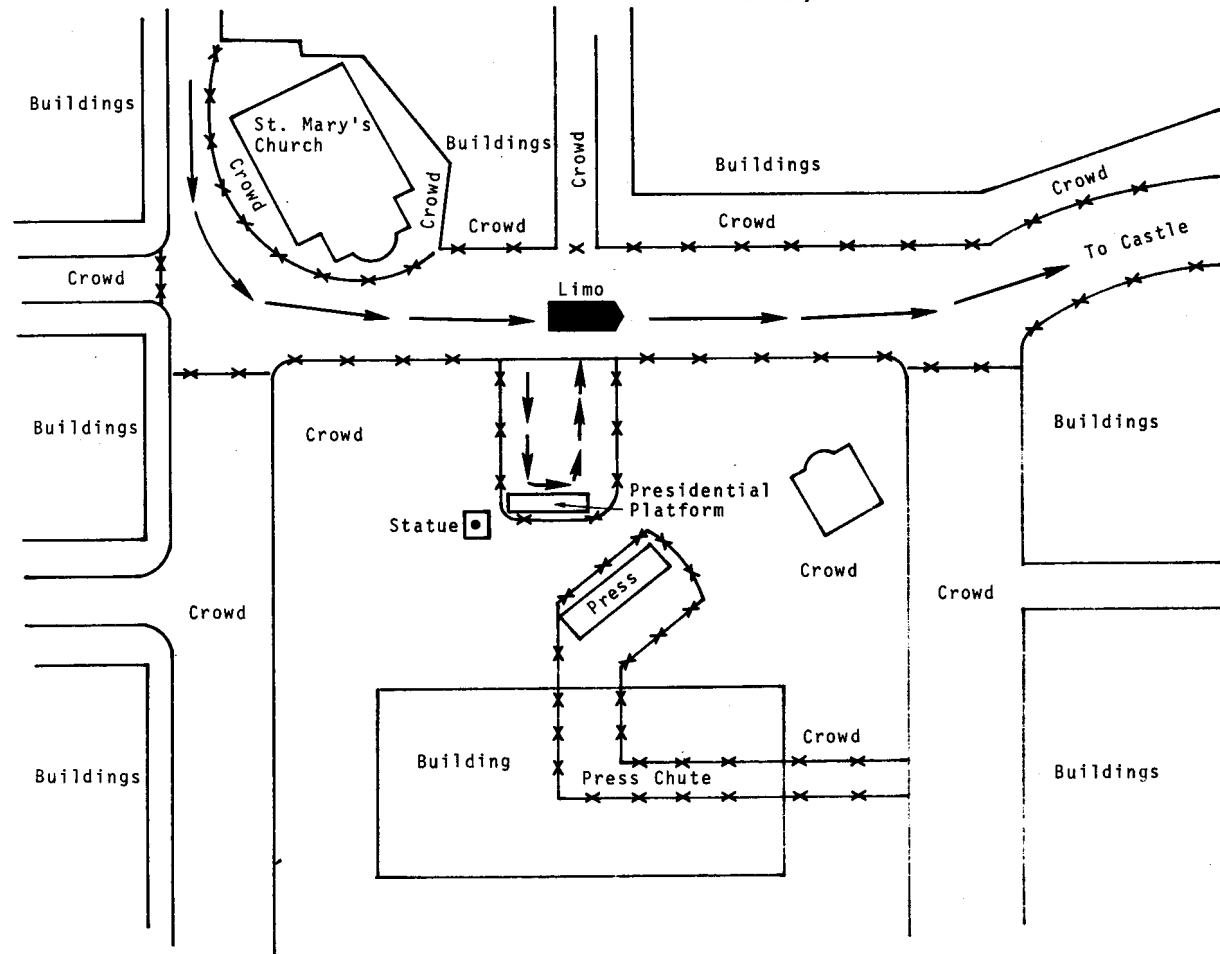 Buildings
St. Mary's
Church
Buildings
Crowd
Buildings
Crowd
Crowd
Crowd
Crowd
Crowd
To Castle
Crowd
Limo
Buildings
Crowd
Buildings
Presidential
Platform
Statue
Crowd
Press
Crowd
Crowd
Building
Crowd
Press Chute
Buildings
Buildings